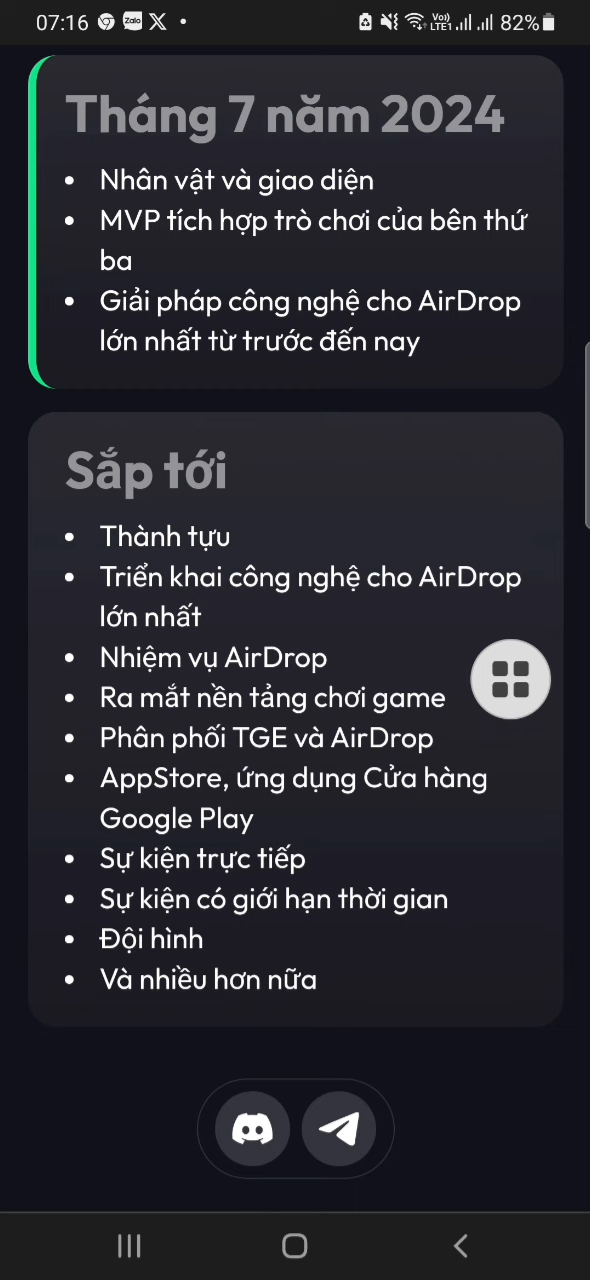 07:16 Zalo X • Vo)) LTE1 82%
Tháng 7 năm 2024
• Nhân vật và giao diện
• MVP tích hợp trò chơi của bên thứ
ba
• Giải pháp công nghệ cho AirDrop
lớn nhất từ trước đến nay
Sắp tới
• Thành tựu
• Triển khai công nghệ cho AirDrop
lớn nhất
• Nhiệm vụ AirDrop
• Ra mắt nền tảng chơi game
• Phân phối TGE và AirDrop
• AppStore, ứng dụng Cửa hàng
Google Play
• Sự kiện trực tiếp
• Sự kiện có giới hạn thời gian
• Đội hình
• Và nhiều hơn nữa